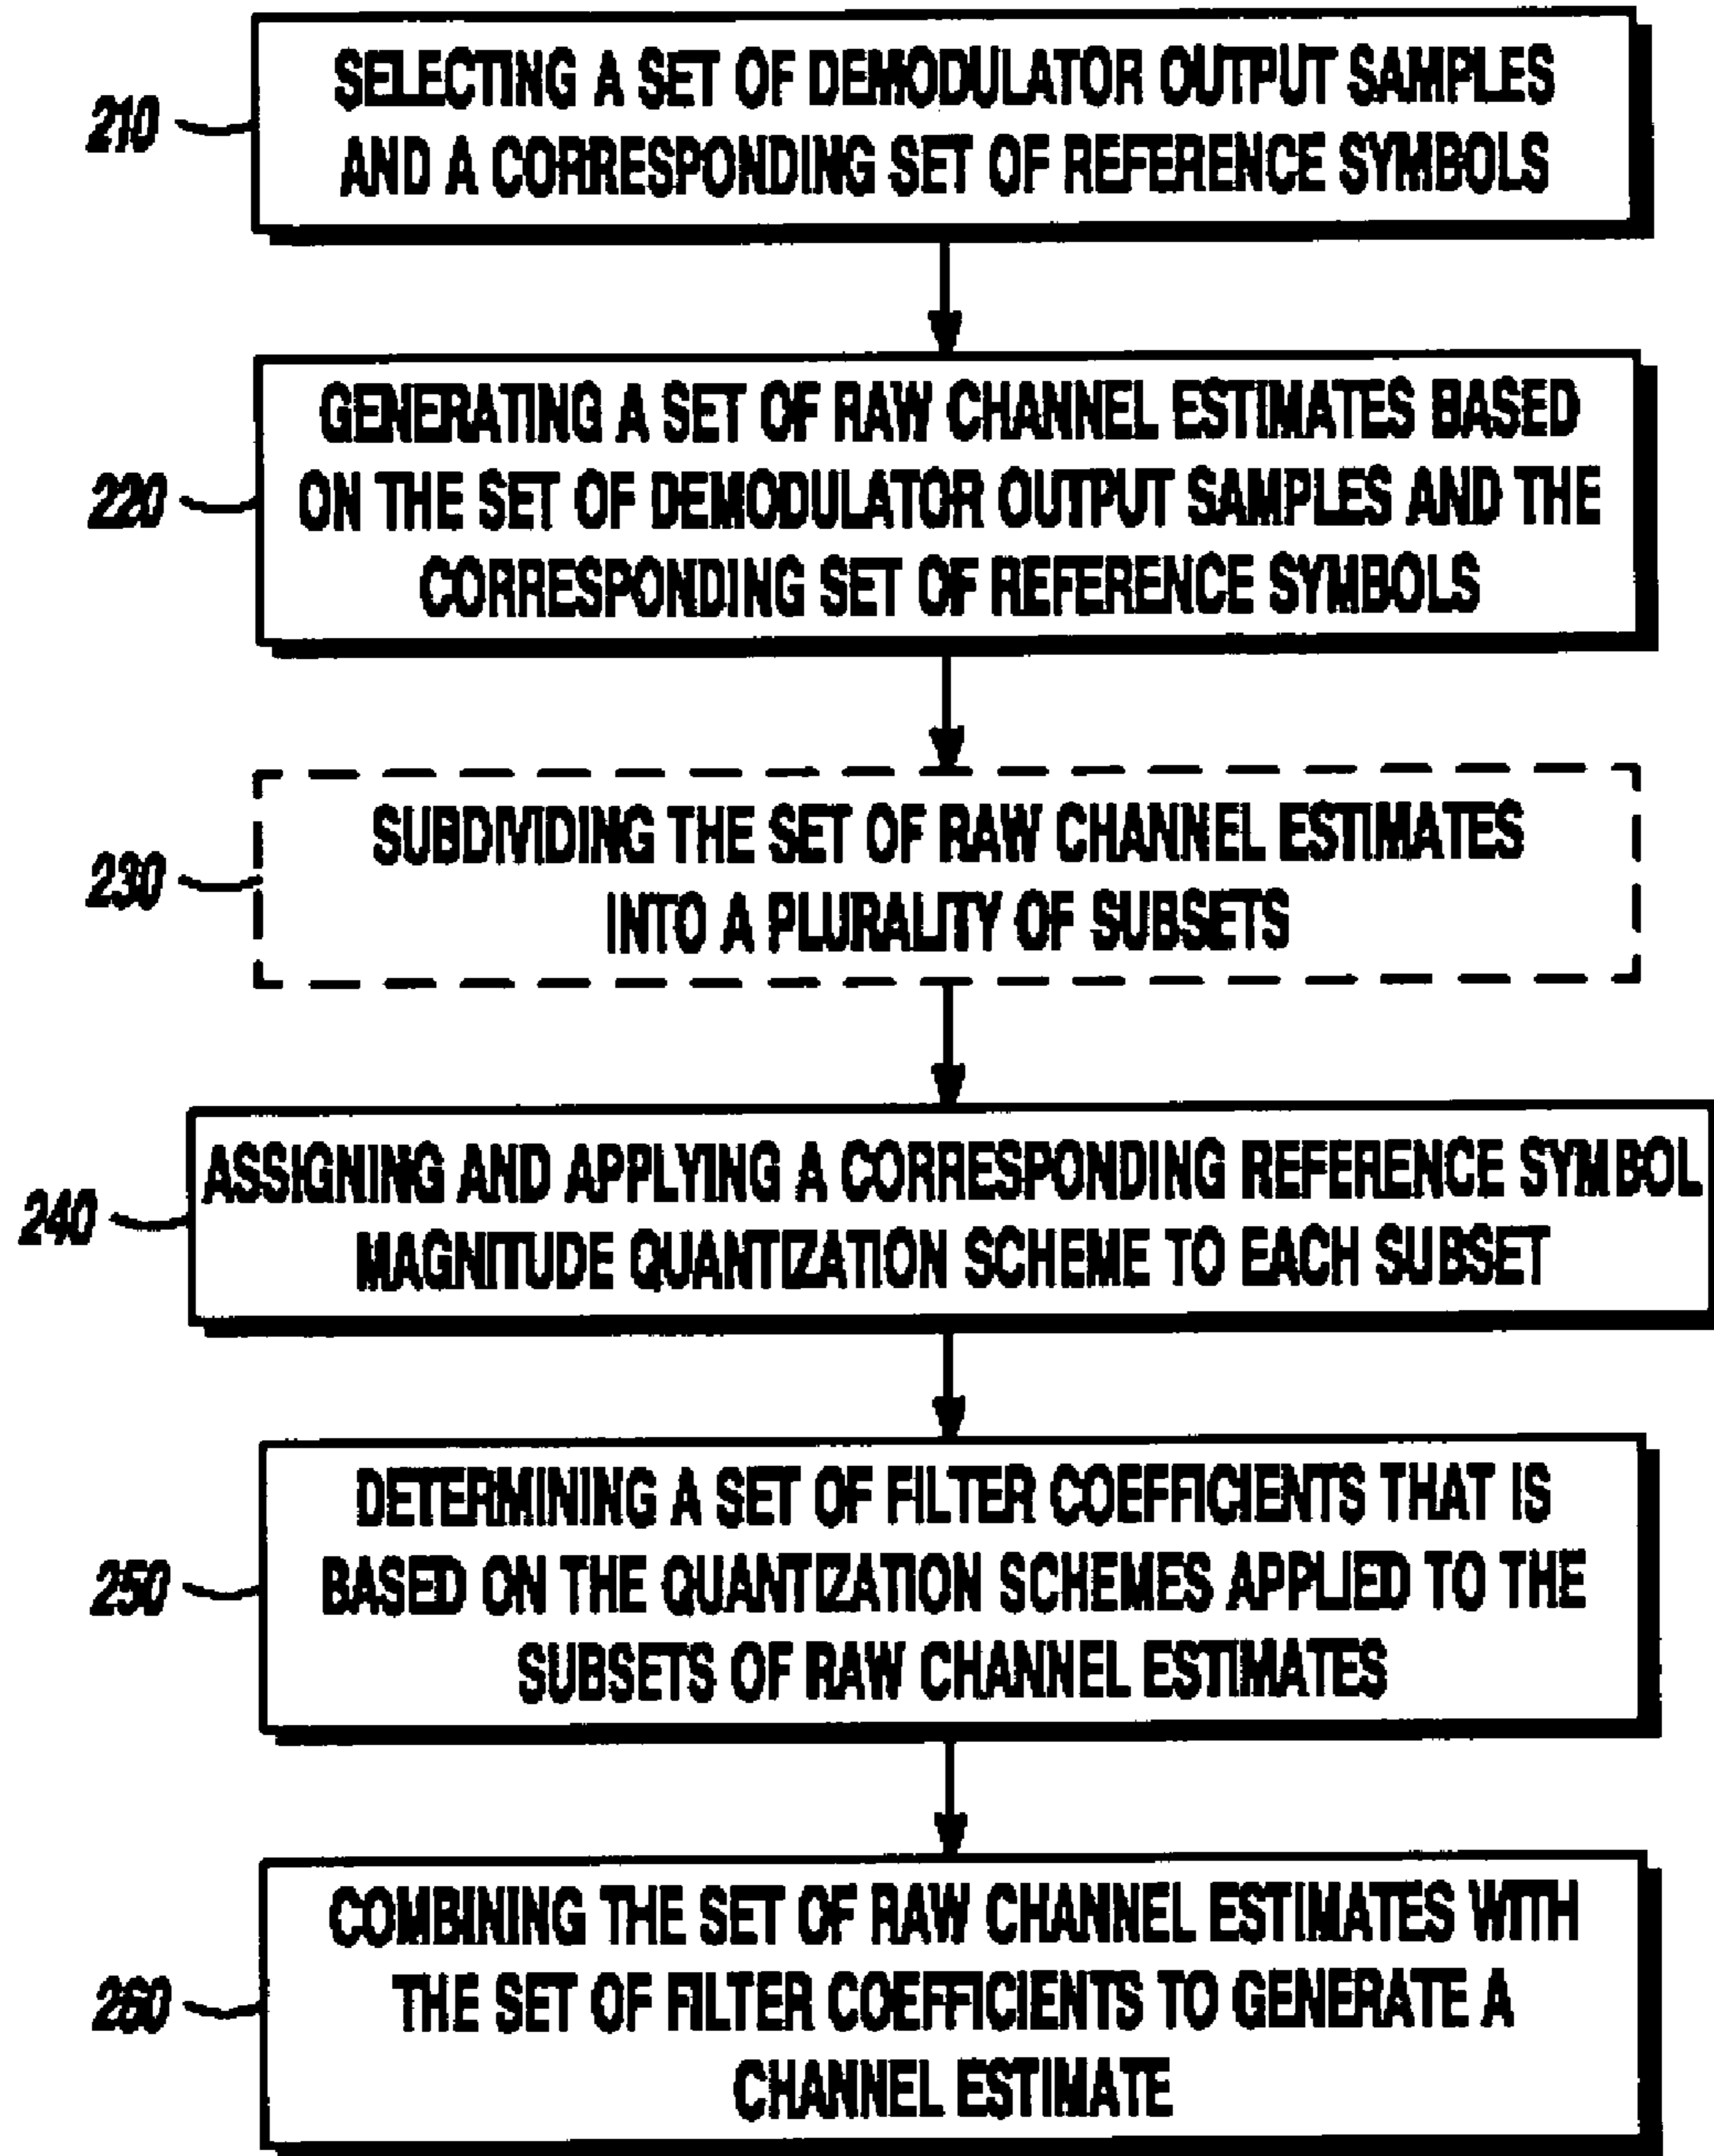 SELECTING A SET OF DEMODULATOR OUTPUT SAMPLES
AND A CORRESPONDING SET OF REFERENCE SYMBOLS
210
GENERATING A SET OF RAW CHANNEL ESTIMATES BASED
ON THE SET OF DEMODULATOR OUTPUT SAMPLES AND THE
CORRESPONDING SET OF REFERENCE SYMBOLS
220
SUBDIVIDING THE SET OF RAW CHANNEL ESTIMATES
INTO A PLURALITY OF SUBSETS
230
ASSIGNING AND APPLYING A CORRESPONDING REFERENCE SYMBOL
MAGNITUDE QUANTIZATION SCHEME TO EACH SUBSET
240
DETERMINING A SET OF FILTER COEFFICIENTS THAT IS
BASED ON THE QUANTIZATION SCHEMES APPLIED TO THE
SUBSETS OF RAW CHANNEL ESTIMATES
250
COMBINING THE SET OF RAW CHANNEL ESTIMATES WITH
THE SET OF FILTER COEFFICIENTS TO GENERATE A
CHANNEL ESTIMATE
260